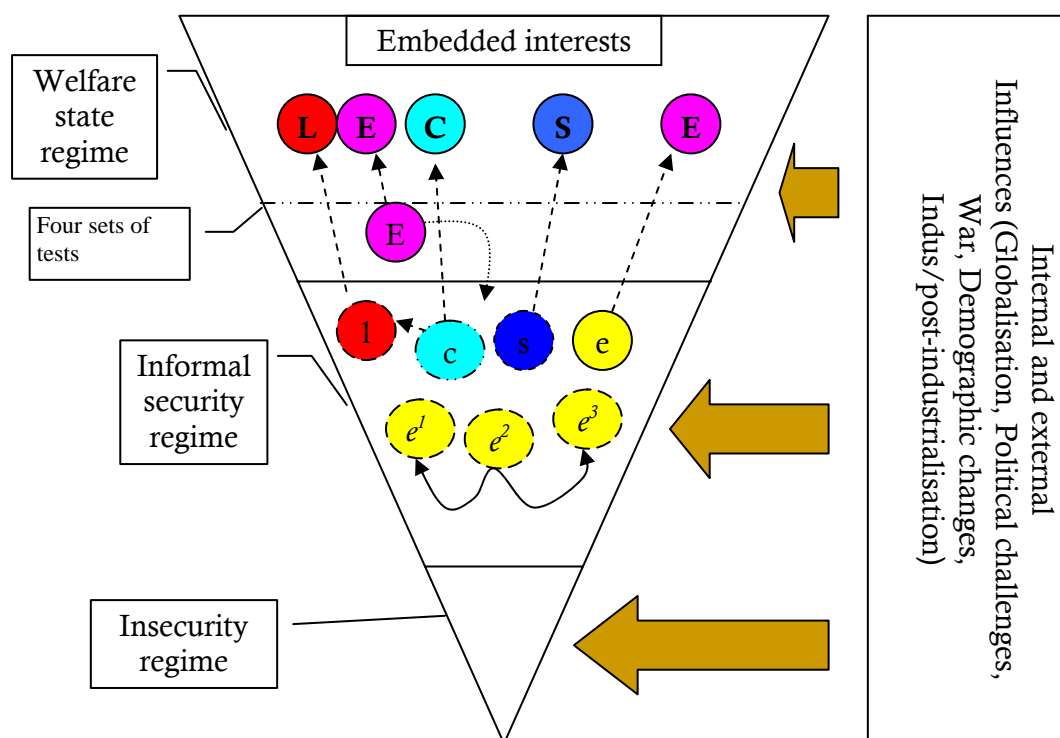 Embedded interests
Welfare
state
regime
L E C S E
Four sets of
tests
E
l c s e
Informal
security
regime
e¹ e² e³
Insecurity
regime
Internal and external
Influences (Globalisation, Political challenges,
War, Demographic changes,
Indus/post-industrialisation)